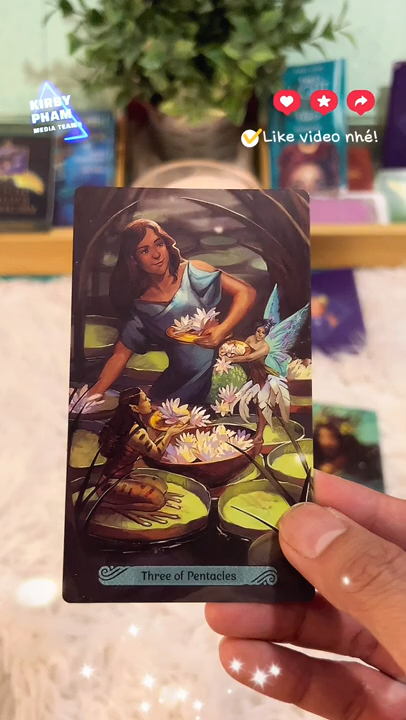 KIRBY
PHAM
MEDIA TEAM
Like video nhé!
Three of Pentacles